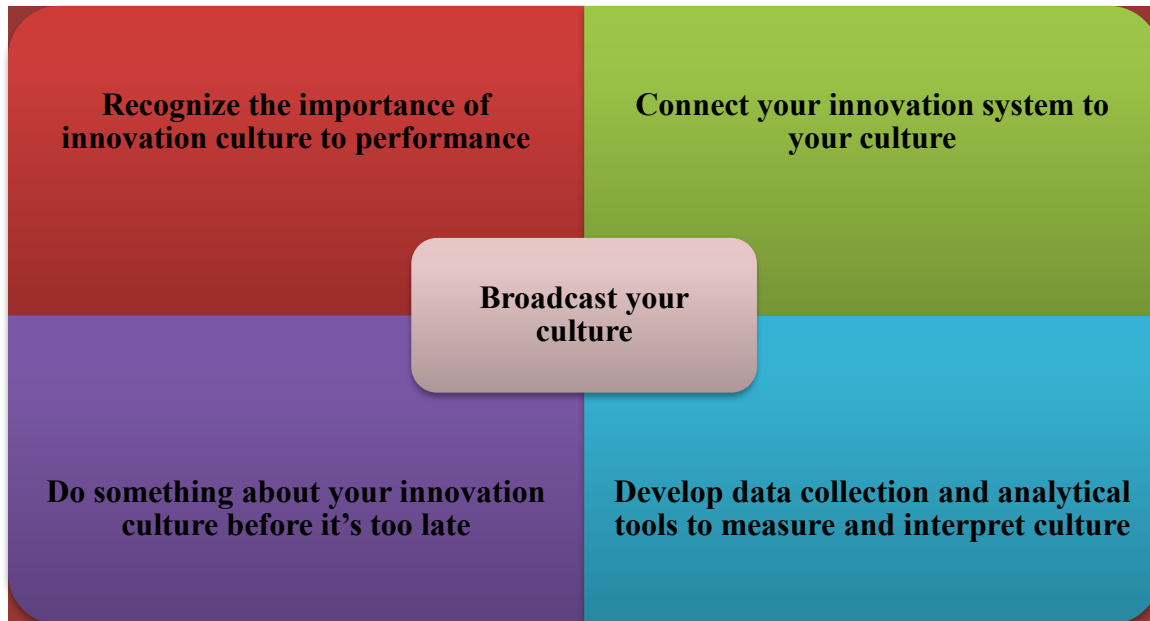 Recognize the importance of
innovation culture to performance
Connect your innovation system to
your culture
Broadcast your
culture
Do something about your innovation
culture before it’s too late
Develop data collection and analytical
tools to measure and interpret culture